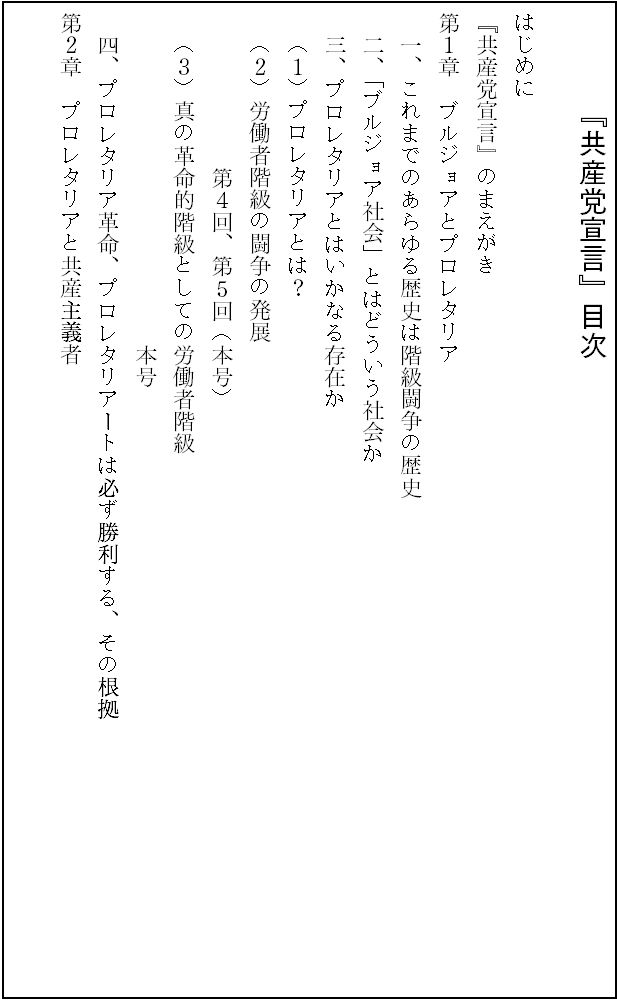 『共産党宣言』目次
はじめに
『共産党宣言』のまえがき
第1章　ブルジョアとプロレタリア
一、これまでのあらゆる歴史は階級闘争の歴史
二、「ブルジョア社会」とはどういう社会か
三、プロレタリアとはいかなる存在か
（1）プロレタリアとは？
（2）労働者階級の闘争の発展
第4回、第5回（本号）
（3）真の革命的階級としての労働者階級
本号
四、プロレタリア革命、プロレタリアートは必ず勝利する、その根拠
第2章　プロレタリアと共産主義者